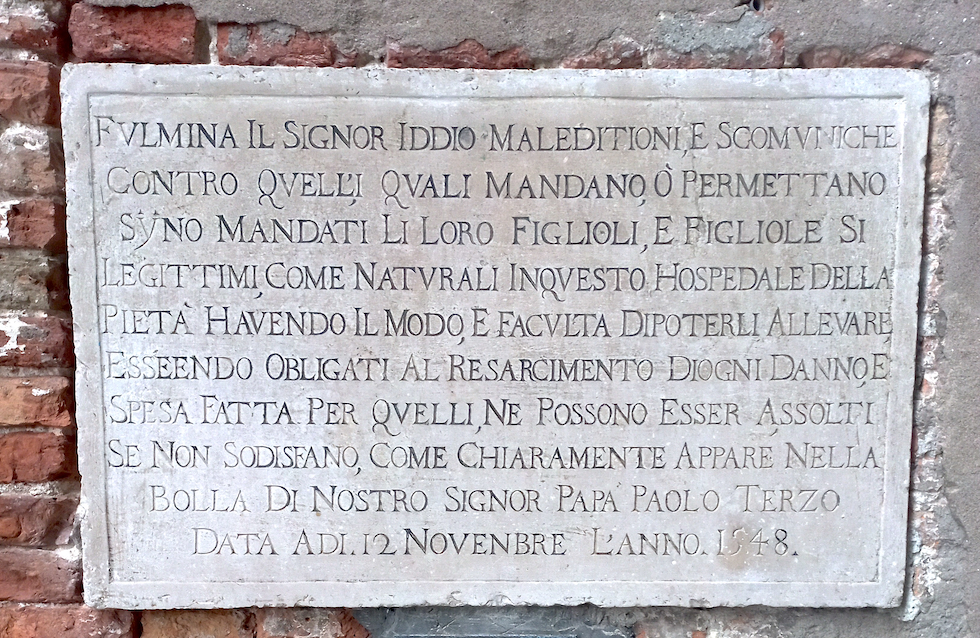 FVLMINA IL SIGNOR IDDIO MALEDITIONI, E SCOMVNICHE
CONTRO QVELLI, QVALI MANDANO, Ò PERMETTANO
SYNO MANDATI LI LORO FIGLIOLI, E FIGLIOLE SI
LEGITTIMI, COME NATVRALI INQVESTO HOSPEDALE DELLA
PIETÀ HAVENDO IL MODO, E FACVLTA DIPOTERLI ALLEVARE,
ESSEENDO OBLIGATI AL RESARCIMENTO DIOGNI DANNO, E
SPESA FATTA PER QVELLI, NE POSSONO ESSER ASSOLTI
SE NON SODISFANO, COME CHIARAMENTE APPARE NELLA
BOLLA DI NOSTRO SIGNOR PAPA PAOLO TERZO
DATA ADI. 12 NOVENBRE L'ANNO. 1548.